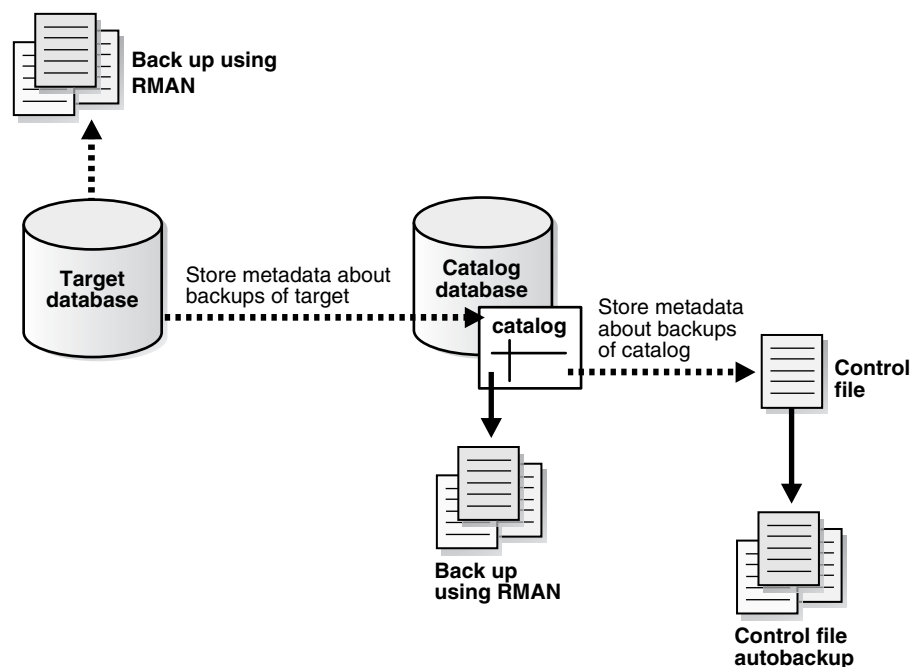 Back up using
RMAN
Target
database
Store metadata about
backups of target
Catalog
database
catalog
Store metadata
about backups
of catalog
Control
file
Back up
using RMAN
Control file
autobackup